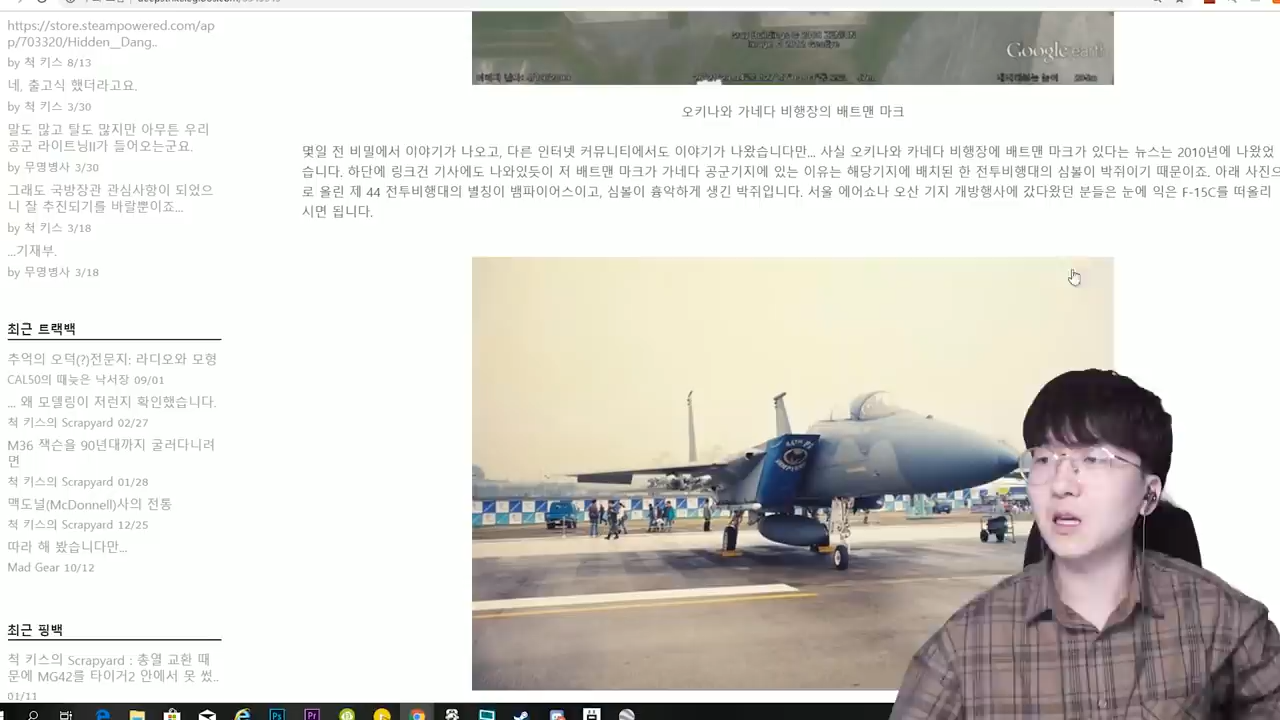 https://store.steampowered.com/ap
p/703320/Hidden_Dang..
by 척 키스 8/13
네, 출고식 했더라고요.
by 척 키스 3/30
말도 많고 탈도 많지만 아무튼 우리
공군 라이트닝II가 들어오는군요.
by 무명병사 3/30
그래도 국방장관 관심사항이 되었으
니 잘 추진되기를 바랄뿐이죠...
by 척 키스 3/18
...기재부.
by 무명병사 3/18
최근 트랙백
추억의 오덕(?)전문지: 라디오와 모형
CAL50의 때늦은 낙서장 09/01
... 왜 모델링이 저런지 확인했습니다.
척 키스의 Scrapyard 02/27
M36 잭슨을 90년대까지 굴러다니려
면
척 키스의 Scrapyard 01/28
맥도널(McDonnell)사의 전통
척 키스의 Scrapyard 12/25
따라 해 봤습니다만...
Mad Gear 10/12
최근 핑백
척 키스의 Scrapyard : 총열 교환 때
문에 MG42를 타이거2 안에서 못 썼..
01/11
Google earth
오키나와 가네다 비행장의 배트맨 마크
몇일 전 비밀에서 이야기가 나오고, 다른 인터넷 커뮤니티에서도 이야기가 나왔습니다만... 사실 오키나와 카네다 비행장에 배트맨 마크가 있다는 뉴스는 2010년에 나왔었
습니다. 하단에 링크건 기사에도 나와있듯이 저 배트맨 마크가 가네다 공군기지에 있는 이유는 해당기지에 배치된 한 전투비행대의 심볼이 박쥐이기 때문이죠. 아래 사진으
로 올린 제 44 전투비행대의 별칭이 뱀파이어스이고, 심볼이 흉악하게 생긴 박쥐입니다. 서울 에어쇼나 오산 기지 개방행사에 갔다왔던 분들은 눈에 익은 F-15C를 떠올리
시면 됩니다.